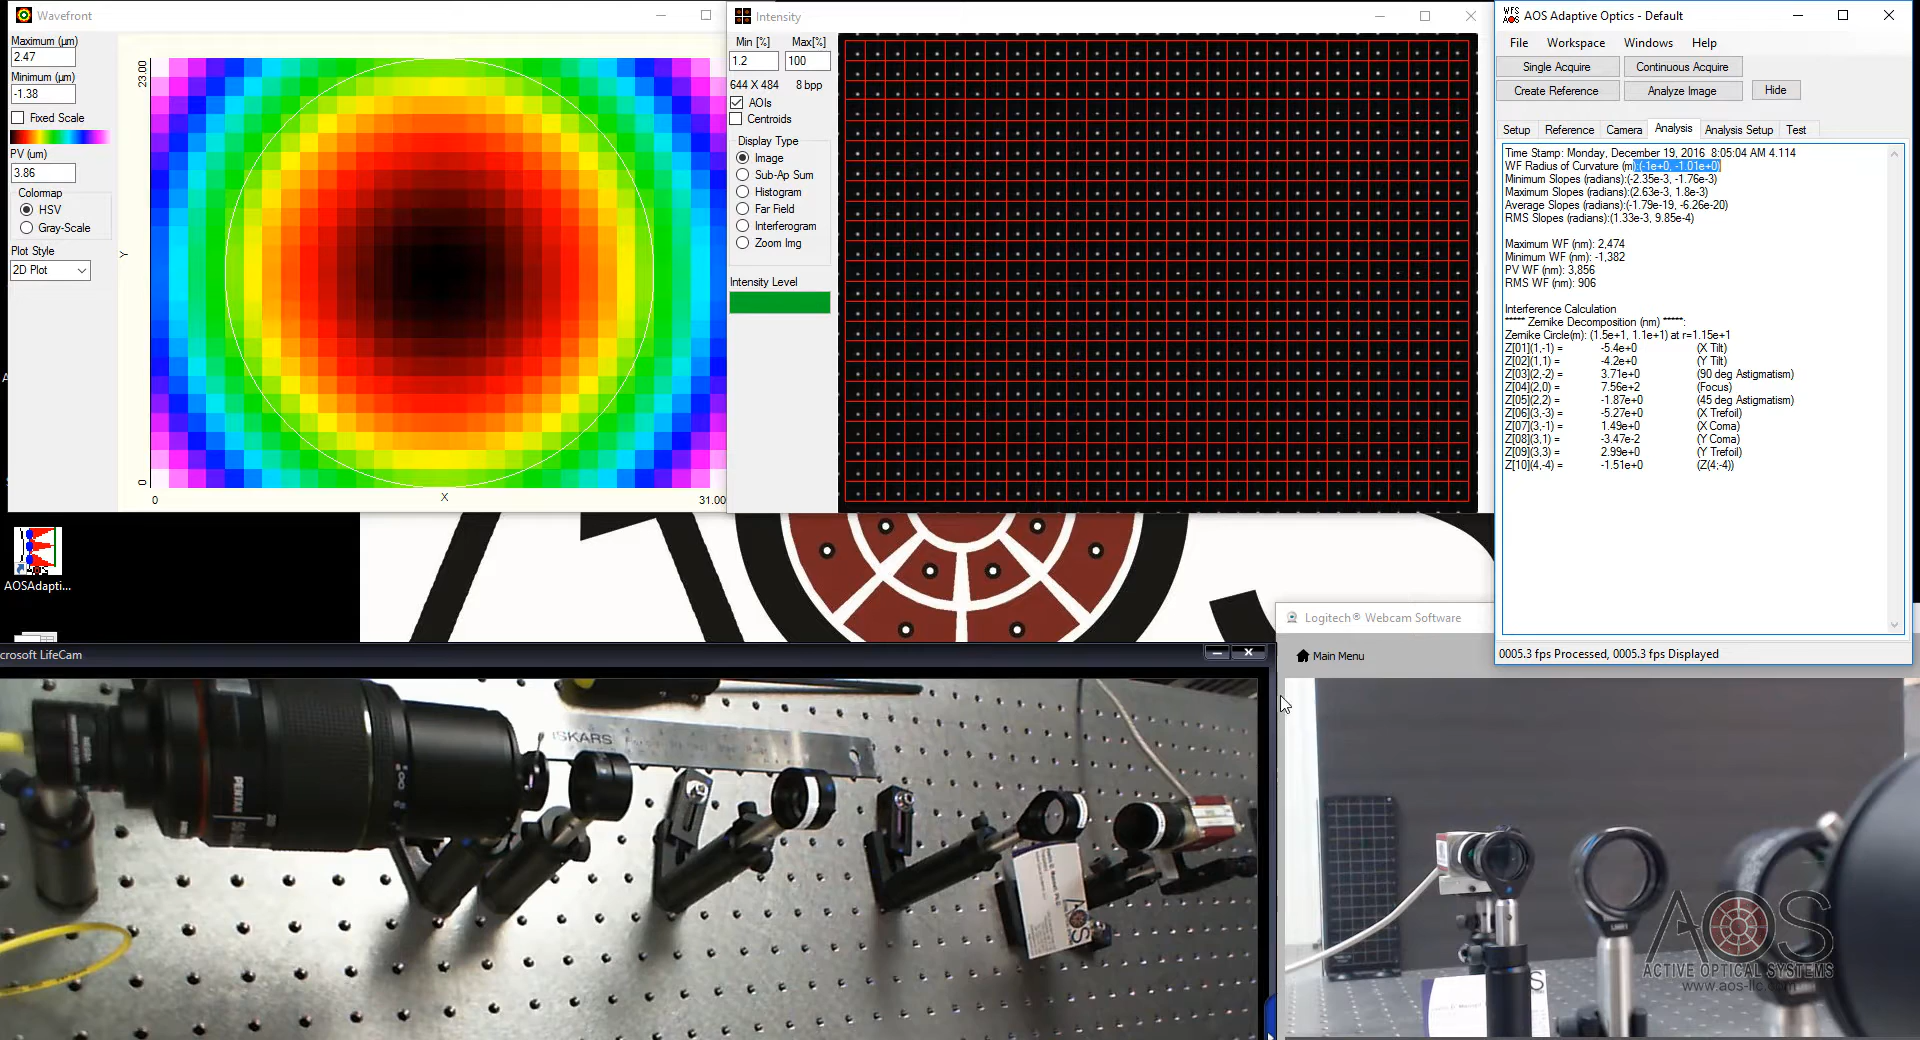 Wavefront
Maximum (µm)
2.47
Minimum (µm)
-1.38
Fixed Scale
PV (um)
3.86
Colormap
HSV
Gray-Scale
Plot Style
2D Plot
23.00
Y
0
0
X
31.00
Intensity
Min [%]
Max[%]
1.2
100
644 X 484
8 bpp
AOIs
Centroids
Display Type
Image
Sub-Ap Sum
Histogram
Far Field
Interferogram
Zoom Img
Intensity Level
WFS
AOS
AOS Adaptive Optics - Default
File
Workspace
Windows
Help
Single Acquire
Continuous Acquire
Create Reference
Analyze Image
Hide
Setup
Reference
Camera
Analysis
Analysis Setup
Test
Time Stamp: Monday, December 19, 2016 8:05:04 AM 4.114
WF Radius of Curvature (m):(-1e+0, -1.01e+0)
Minimum Slopes (radians):(-2.35e-3, -1.76e-3)
Maximum Slopes (radians):(2.63e-3, 1.8e-3)
Average Slopes (radians):(-1.79e-19, -6.26e-20)
RMS Slopes (radians):(1.33e-3, 9.85e-4)
Maximum WF (nm): 2,474
Minimum WF (nm): -1,382
PV WF (nm): 3,856
RMS WF (nm): 906
Interference Calculation
***** Zernike Decomposition (nm) *****:
Zernike Circle(m): (1.5e+1, 1.1e+1) at r=1.15e+1
Z[01](1,-1) = -5.4e+0 (X Tilt)
Z[02](1,1) = -4.2e+0 (Y Tilt)
Z[03](2,-2) = 3.71e+0 (90 deg Astigmatism)
Z[04](2,0) = 7.56e+2 (Focus)
Z[05](2,2) = -1.87e+0 (45 deg Astigmatism)
Z[06](3,-3) = -5.27e+0 (X Trefoil)
Z[07](3,-1) = 1.49e+0 (X Coma)
Z[08](3,1) = -3.47e-2 (Y Coma)
Z[09](3,3) = 2.99e+0 (Y Trefoil)
Z[10](4,-4) = -1.51e+0 (Z(4;-4))
0005.3 fps Processed, 0005.3 fps Displayed
AOSAdapti...
crosoft LifeCam
Logitech® Webcam Software
Main Menu
ISKARS
PENTAX
AOS
AOS
ACTIVE OPTICAL SYSTEMS
www.aos-llc.com